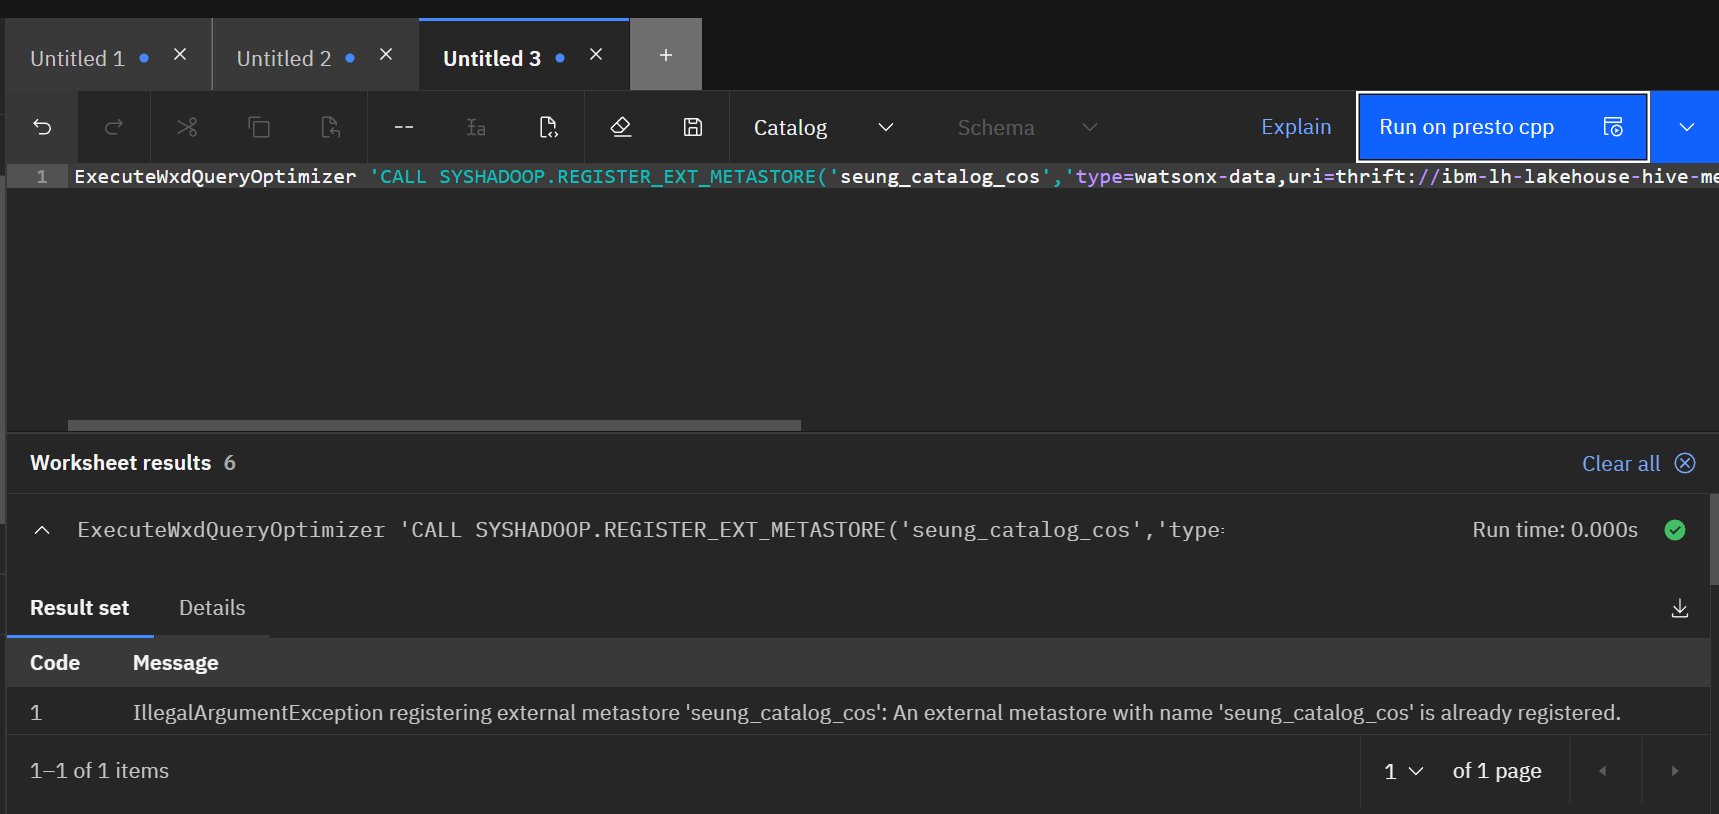 Untitled 1
Untitled 2
Untitled 3
Catalog
Schema
Explain
Run on presto cpp
1 ExecuteWxdQueryOptimizer 'CALL SYSHADOOP.REGISTER_EXT_METASTORE('seung_catalog_cos','type=watsonx-data,uri=thrift://ibm-lh-lakehouse-hive-me
Worksheet results 6
Clear all
ExecuteWxdQueryOptimizer 'CALL SYSHADOOP.REGISTER_EXT_METASTORE('seung_catalog_cos','type=
Run time: 0.000s
Result set Details
Code Message
1 IllegalArgumentException registering external metastore 'seung_catalog_cos': An external metastore with name 'seung_catalog_cos' is already registered.
1–1 of 1 items
1 of 1 page